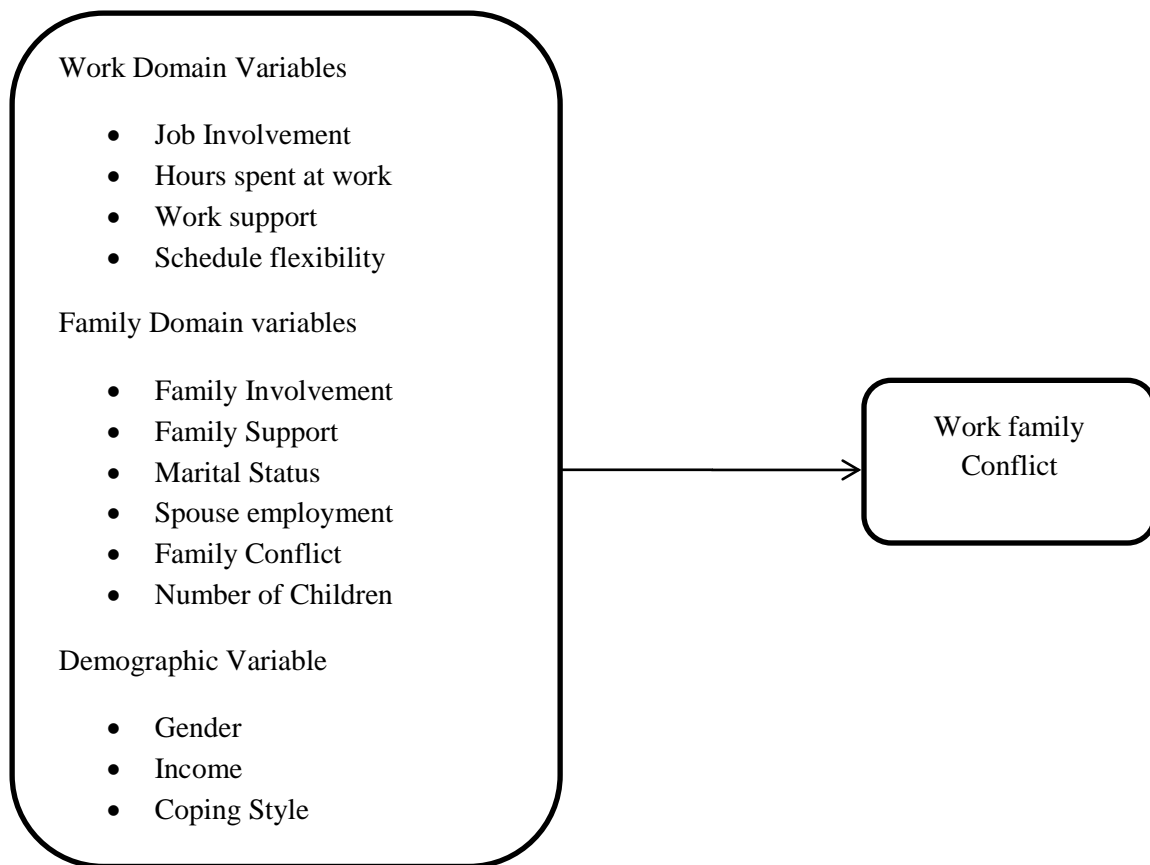 Work Domain Variables
• Job Involvement
• Hours spent at work
• Work support
• Schedule flexibility
Family Domain variables
• Family Involvement
• Family Support
• Marital Status
• Spouse employment
• Family Conflict
• Number of Children
Demographic Variable
• Gender
• Income
• Coping Style
Work family
Conflict